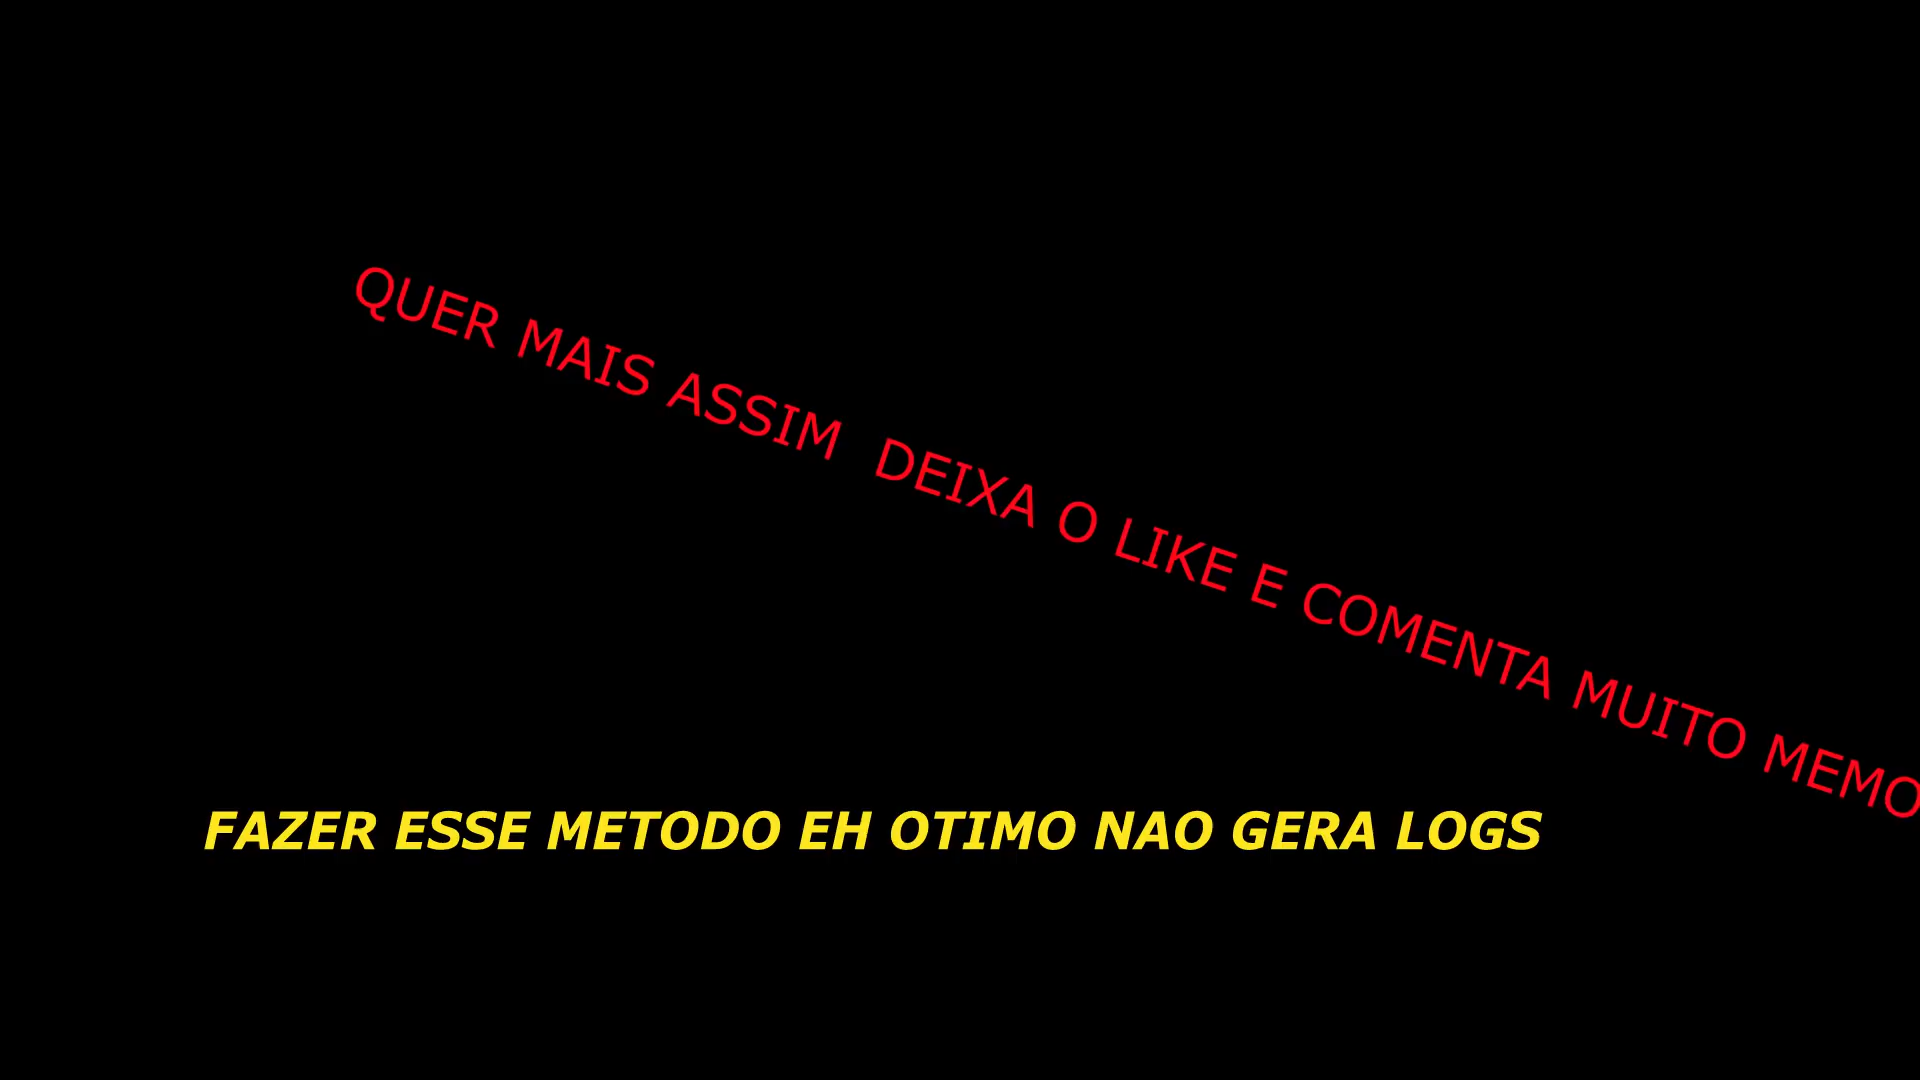 QUER MAIS ASSIM  DEIXA O LIKE E COMENTA MUITO MEMO
FAZER ESSE METODO EH OTIMO NAO GERA LOGS